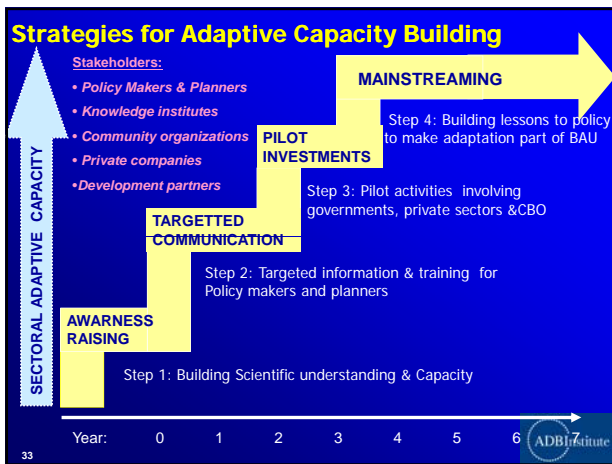 Strategies for Adaptive Capacity Building
Stakeholders:
• Policy Makers & Planners
• Knowledge institutes
• Community organizations
• Private companies
•Development partners
MAINSTREAMING
Step 4: Building lessons to policy
to make adaptation part of BAU
PILOT
INVESTMENTS
Step 3: Pilot activities involving
governments, private sectors &CBO
TARGETTED
COMMUNICATION
Step 2: Targeted information & training for
Policy makers and planners
AWARNESS
RAISING
Step 1: Building Scientific understanding & Capacity
SECTORAL ADAPTIVE CAPACITY
Year: 0 1 2 3 4 5 6 7
ADBInstitute
33